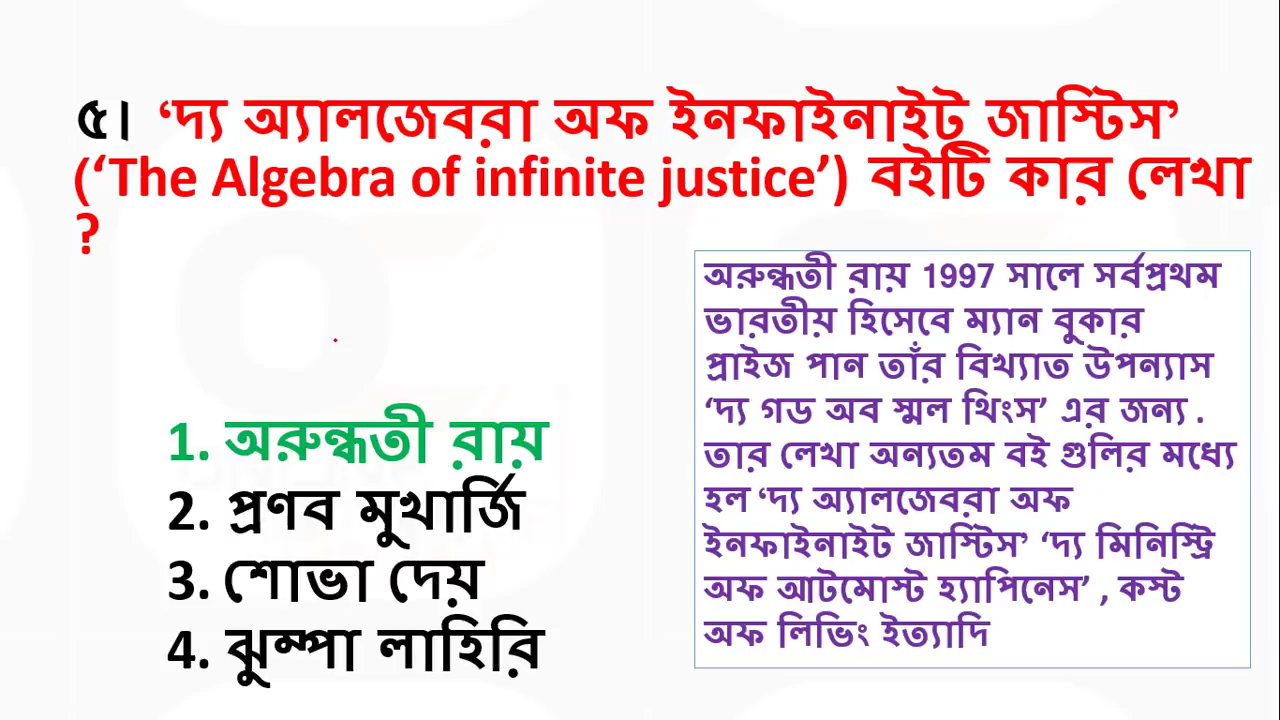 ৫। ‘দ্য অ্যালজেবরা অফ ইনফাইনাইট জাস্টিস’
(‘The Algebra of infinite justice’) বইটি কার লেখা
?
অরুন্ধতী রায় 1997 সালে সর্বপ্রথম
ভারতীয় হিসেবে ম্যান বুকার
প্রাইজ পান তাঁর বিখ্যাত উপন্যাস
‘দ্য গড অব স্মল থিংস’ এর জন্য .
তার লেখা অন্যতম বই গুলির মধ্যে
হল ‘দ্য অ্যালজেবরা অফ
ইনফাইনাইট জাস্টিস’ ‘দ্য মিনিস্ট্রি
অফ আটমোস্ট হ্যাপিনেস’ , কস্ট
অফ লিভিং ইত্যাদি
1. অরুন্ধতী রায়
2. প্রণব মুখার্জি
3. শোভা দেয়
4. ঝুম্পা লাহিরি